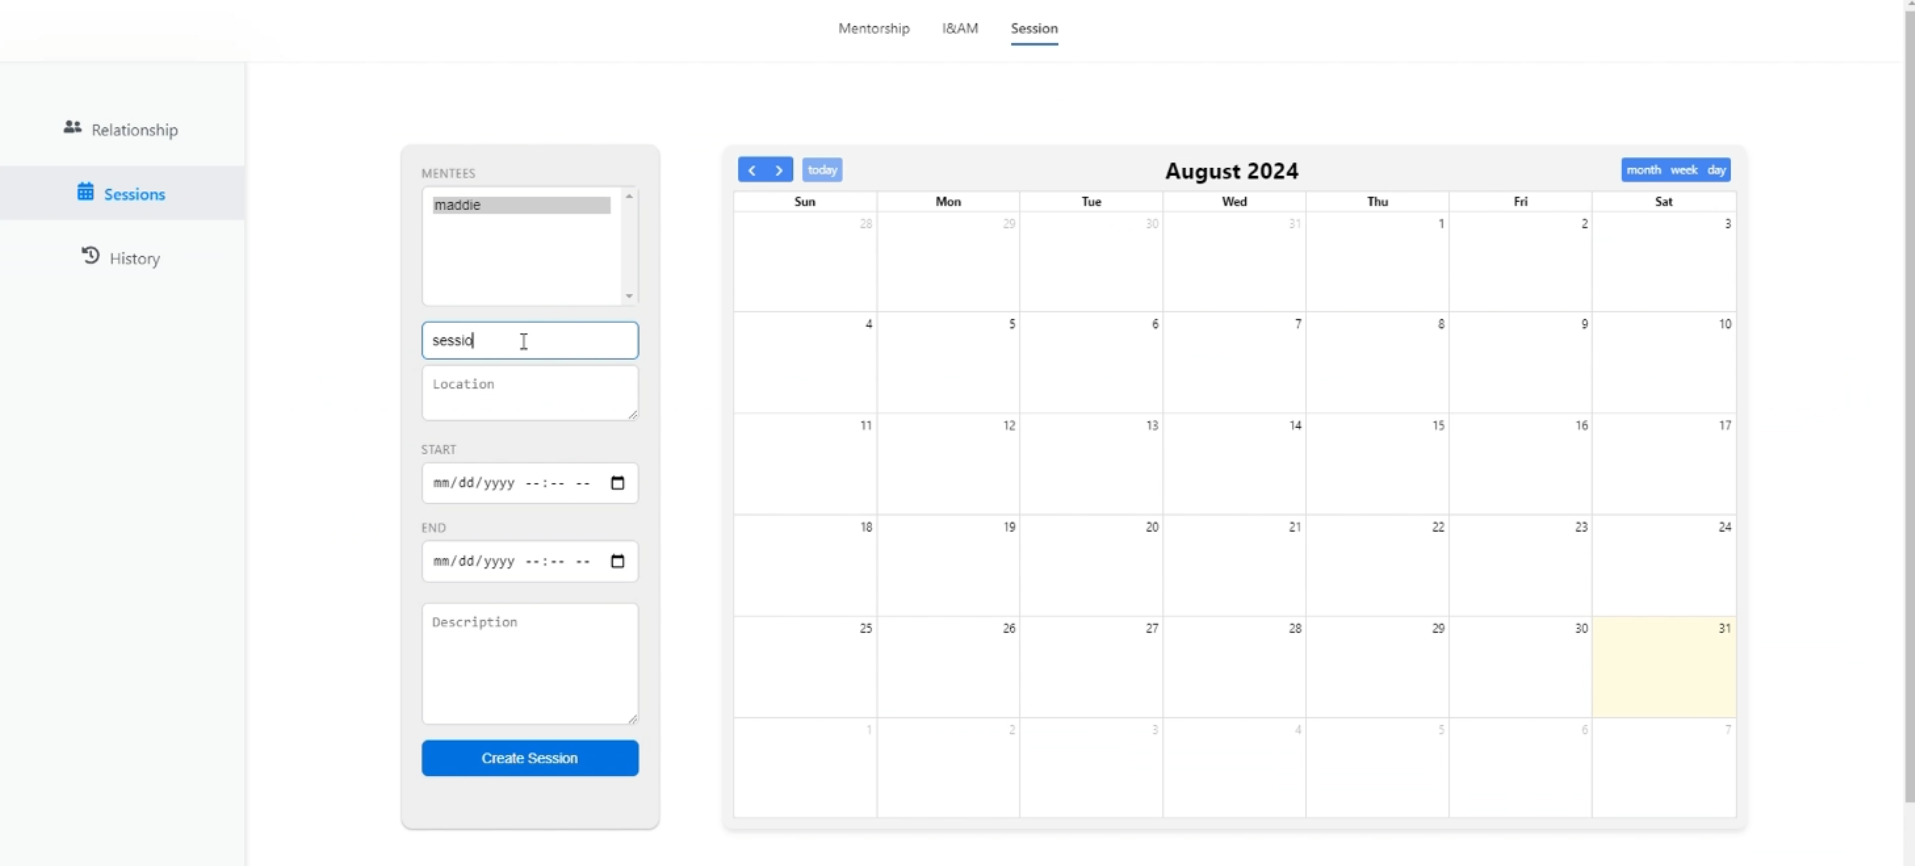 Mentorship I&AM Session
Relationship
Sessions
History
MENTEES
maddie
sessio
Location
START
mm/dd/yyyy --:-- --
END
mm/dd/yyyy --:-- --
Description
Create Session
today
August 2024
month week day
Sun Mon Tue Wed Thu Fri Sat
28 29 30 31 1 2 3
4 5 6 7 8 9 10
11 12 13 14 15 16 17
18 19 20 21 22 23 24
25 26 27 28 29 30 31
1 2 3 4 5 6 7